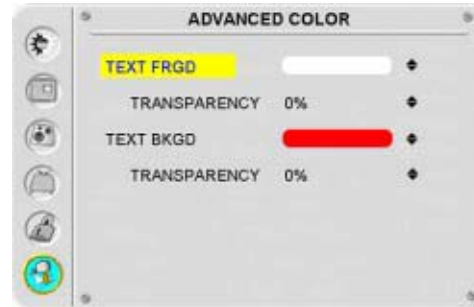 ADVANCED COLOR
TEXT FRGD
TRANSPARENCY 0%
TEXT BKGD
TRANSPARENCY 0%